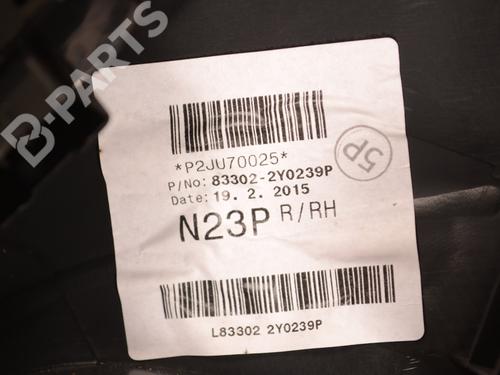 B-PARTS
*P2JU70025*
P/No: 83302-2Y0239P
Date: 19. 2. 2015
5P
N23P R/RH
L83302 2Y0239P